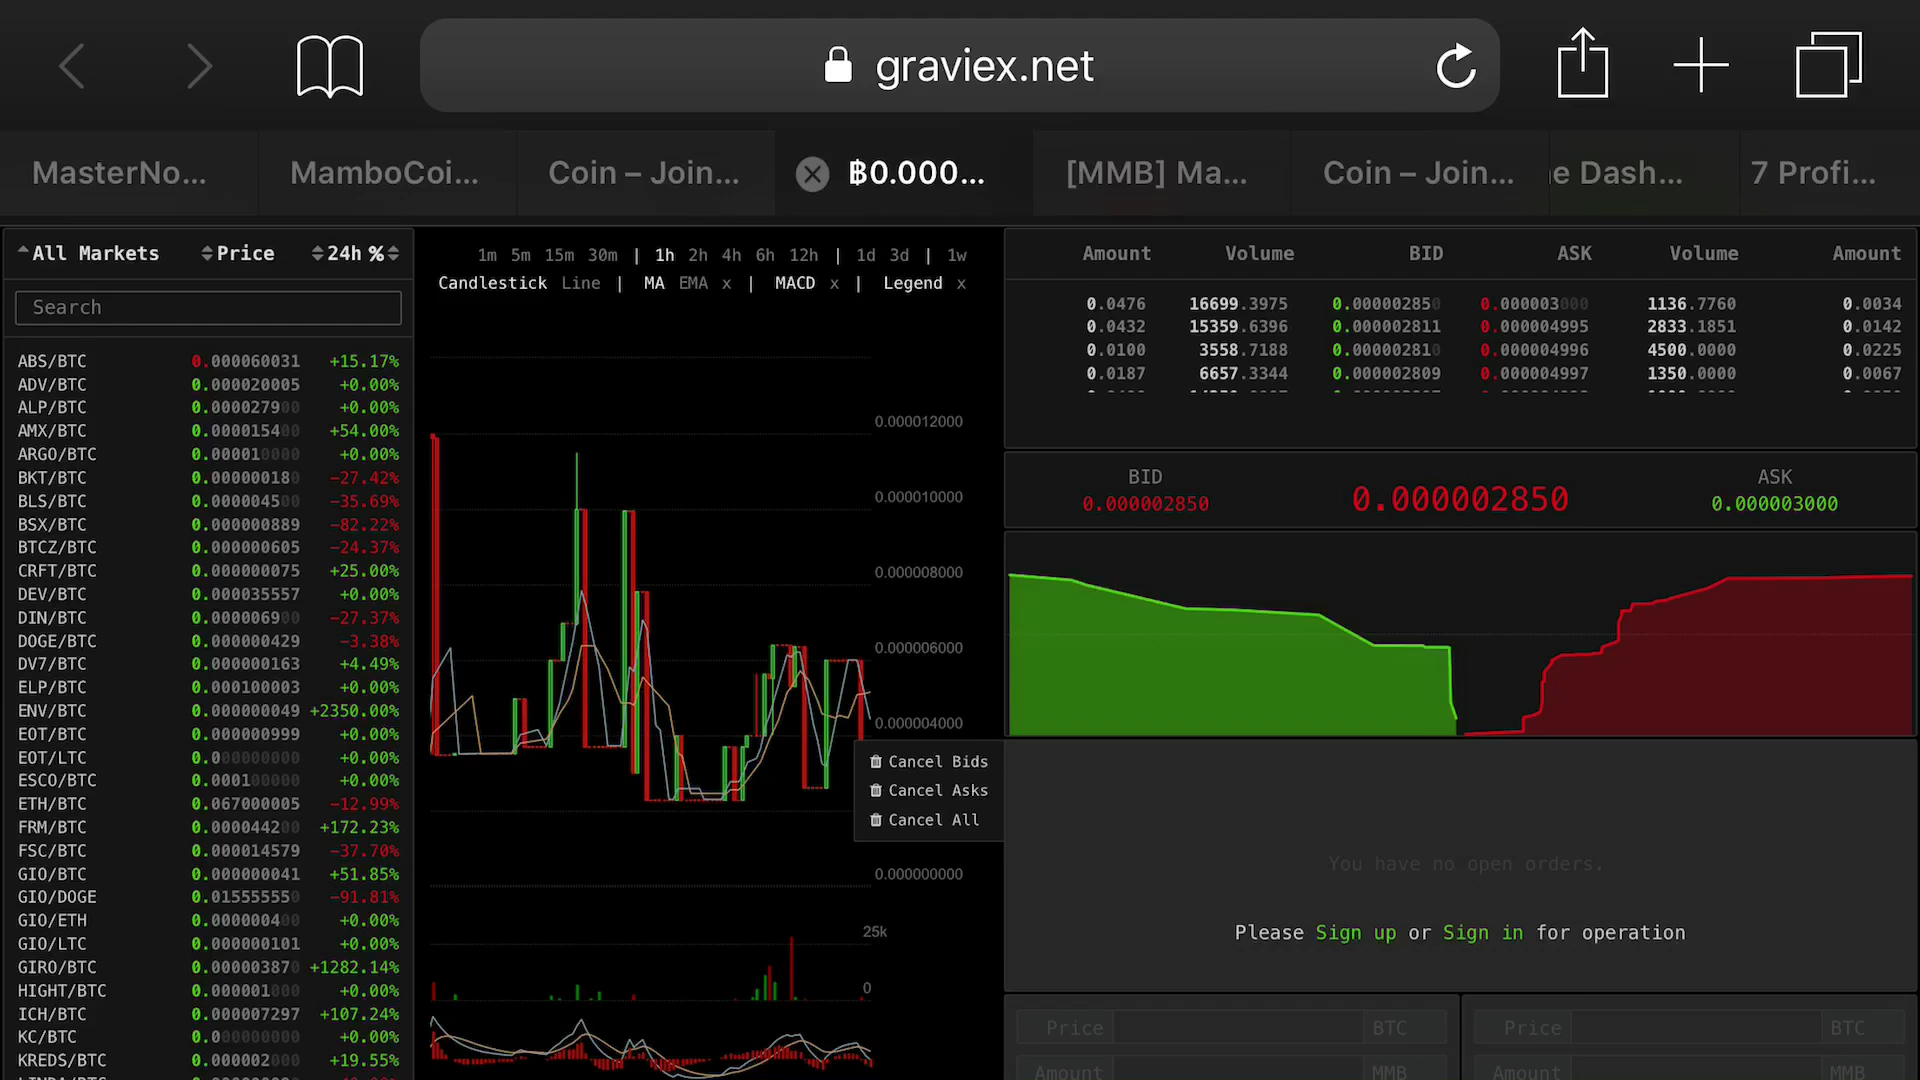 graviex.net
MasterNo...
MamboCoi...
Coin – Join...
฿0.000...
[MMB] Ma...
Coin – Join...
e Dash...
7 Profi...
All Markets Price 24h %
Search
ABS/BTC 0.000060031 +15.17%
ADV/BTC 0.000020005 +0.00%
ALP/BTC 0.000027900 +0.00%
AMX/BTC 0.000015400 +54.00%
ARGO/BTC 0.000010000 +0.00%
BKT/BTC 0.000000180 -27.42%
BLS/BTC 0.000004500 -35.69%
BSX/BTC 0.000000889 -82.22%
BTCZ/BTC 0.000000605 -24.37%
CRFT/BTC 0.000000075 +25.00%
DEV/BTC 0.000035557 +0.00%
DIN/BTC 0.000006900 -27.37%
DOGE/BTC 0.000000429 -3.38%
DV7/BTC 0.000000163 +4.49%
ELP/BTC 0.000100003 +0.00%
ENV/BTC 0.000000049 +2350.00%
EOT/BTC 0.000000999 +0.00%
EOT/LTC 0.000000000 +0.00%
ESCO/BTC 0.000100000 +0.00%
ETH/BTC 0.067000005 -12.99%
FRM/BTC 0.000044200 +172.23%
FSC/BTC 0.000014579 -37.70%
GIO/BTC 0.000000041 +51.85%
GIO/DOGE 0.015555550 -91.81%
GIO/ETH 0.000000400 +0.00%
GIO/LTC 0.000000101 +0.00%
GIRO/BTC 0.000003870 +1282.14%
HIGHT/BTC 0.000001000 +0.00%
ICH/BTC 0.000007297 +107.24%
KC/BTC 0.000000000 +0.00%
KREDS/BTC 0.000002000 +19.55%
1m 5m 15m 30m | 1h 2h 4h 6h 12h | 1d 3d | 1w
Candlestick Line | MA EMA x | MACD x | Legend x
0.000012000
0.000010000
0.000008000
0.000006000
0.000004000
0.000000000
25k
0
Cancel Bids
Cancel Asks
Cancel All
Amount Volume BID ASK Volume Amount
0.0476 16699.3975 0.000002850 0.000003000 1136.7760 0.0034
0.0432 15359.6396 0.000002811 0.000004995 2833.1851 0.0142
0.0100 3558.7188 0.000002810 0.000004996 4500.0000 0.0225
0.0187 6657.3344 0.000002809 0.000004997 1350.0000 0.0067
BID
0.000002850
0.000002850
ASK
0.000003000
You have no open orders.
Please Sign up or Sign in for operation
Price BTC
Amount MMB
Price BTC
Amount MMB